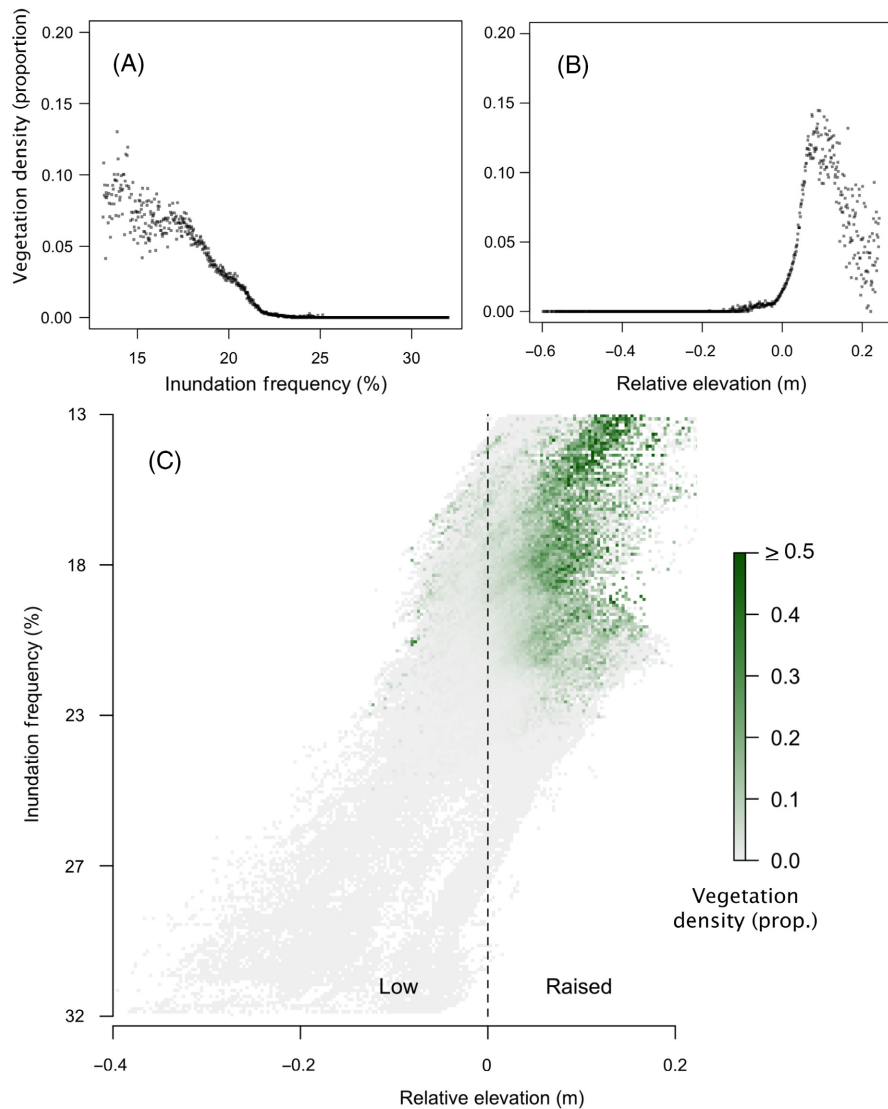 (A)
Vegetation density (proportion)
0.20
0.15
0.10
0.05
0.00
15 20 25 30
Inundation frequency (%)
(B)
0.20
0.15
0.10
0.05
0.00
−0.6 −0.4 −0.2 0.0 0.2
Relative elevation (m)
(C)
Inundation frequency (%)
13
18
23
27
32
Low Raised
−0.4 −0.2 0 0.2
Relative elevation (m)
≥ 0.5
0.4
0.3
0.2
0.1
0.0
Vegetation
density (prop.)